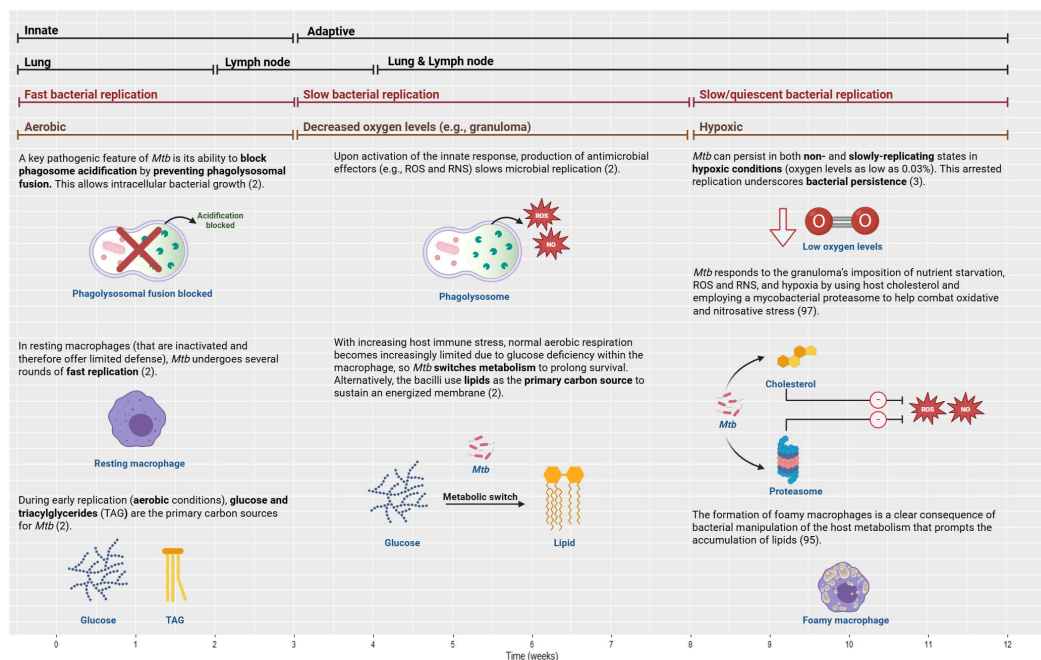 Innate
Adaptive
Lung
Lymph node
Lung & Lymph node
Fast bacterial replication
Slow bacterial replication
Slow/quiescent bacterial replication
Aerobic
Decreased oxygen levels (e.g., granuloma)
Hypoxic
A key pathogenic feature of Mtb is its ability to block
phagosome acidification by preventing phagolysosomal
fusion. This allows intracellular bacterial growth (2).
Acidification
blocked
Phagolysosomal fusion blocked
In resting macrophages (that are inactivated and
therefore offer limited defense), Mtb undergoes several
rounds of fast replication (2).
Resting macrophage
During early replication (aerobic conditions), glucose and
triacylglycerides (TAG) are the primary carbon sources
for Mtb (2).
Glucose
TAG
Upon activation of the innate response, production of antimicrobial
effectors (e.g., ROS and RNS) slows microbial replication (2).
ROS
NO
Phagolysosome
With increasing host immune stress, normal aerobic respiration
becomes increasingly limited due to glucose deficiency within the
macrophage, so Mtb switches metabolism to prolong survival.
Alternatively, the bacilli use lipids as the primary carbon source to
sustain an energized membrane (2).
Mtb
Metabolic switch
Glucose
Lipid
Mtb can persist in both non- and slowly-replicating states in
hypoxic conditions (oxygen levels as low as 0.03%). This arrested
replication underscores bacterial persistence (3).
O
O
Low oxygen levels
Mtb responds to the granuloma's imposition of nutrient starvation,
ROS and RNS, and hypoxia by using host cholesterol and
employing a mycobacterial proteasome to help combat oxidative
and nitrosative stress (97).
Cholesterol
Mtb
-
-
ROS
NO
Proteasome
The formation of foamy macrophages is a clear consequence of
bacterial manipulation of the host metabolism that prompts the
accumulation of lipids (95).
Foamy macrophage
0 1 2 3 4 5 6 7 8 9 10 11 12
Time (weeks)